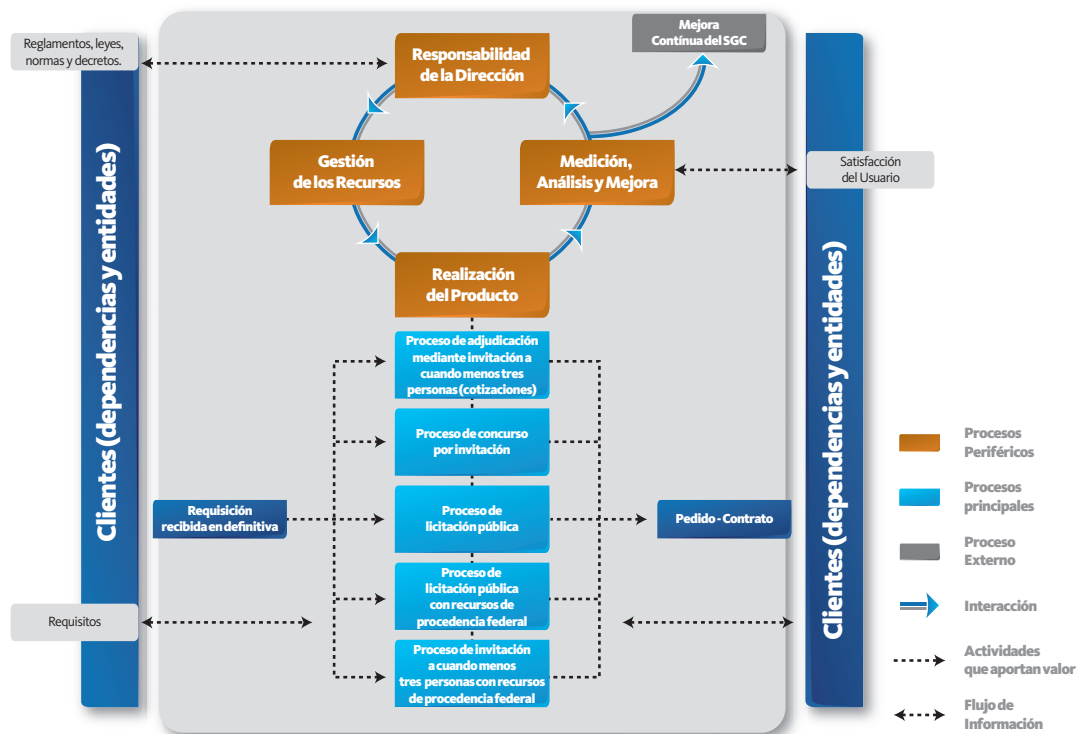 Mejora
Contínua del SGC
Reglamentos, leyes,
normas y decretos.
Responsabilidad
de la Dirección
Gestión
de los Recursos
Medición,
Análisis y Mejora
Satisfacción
del Usuario
Realización
del Producto
Clientes (dependencias y entidades)
Clientes (dependencias y entidades)
Proceso de adjudicación
mediante invitación a
cuando menos tres
personas (cotizaciones)
Proceso de concurso
por invitación
Requisición
recibida en definitiva
Proceso de
licitación pública
Pedido - Contrato
Proceso de
licitación pública
con recursos de
procedencia federal
Requisitos
Proceso de invitación
a cuando menos
tres personas con recursos
de procedencia federal
Procesos
Periféricos
Procesos
principales
Proceso
Externo
Interacción
Actividades
que aportan valor
Flujo de
Información